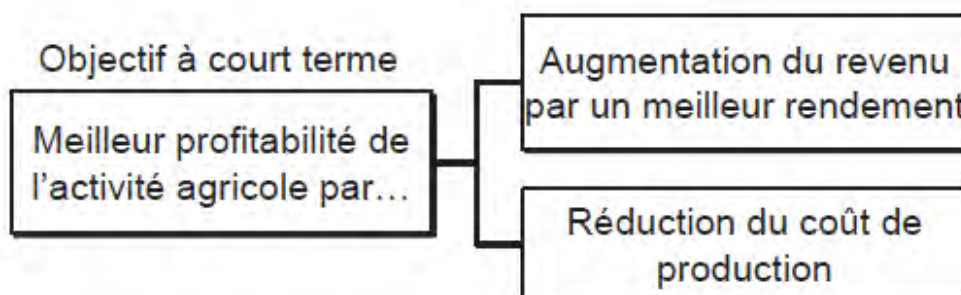 Objectif à court terme
Meilleur profitabilité de
l'activité agricole par...
Augmentation du revenu
par un meilleur rendement
Réduction du coût de
production